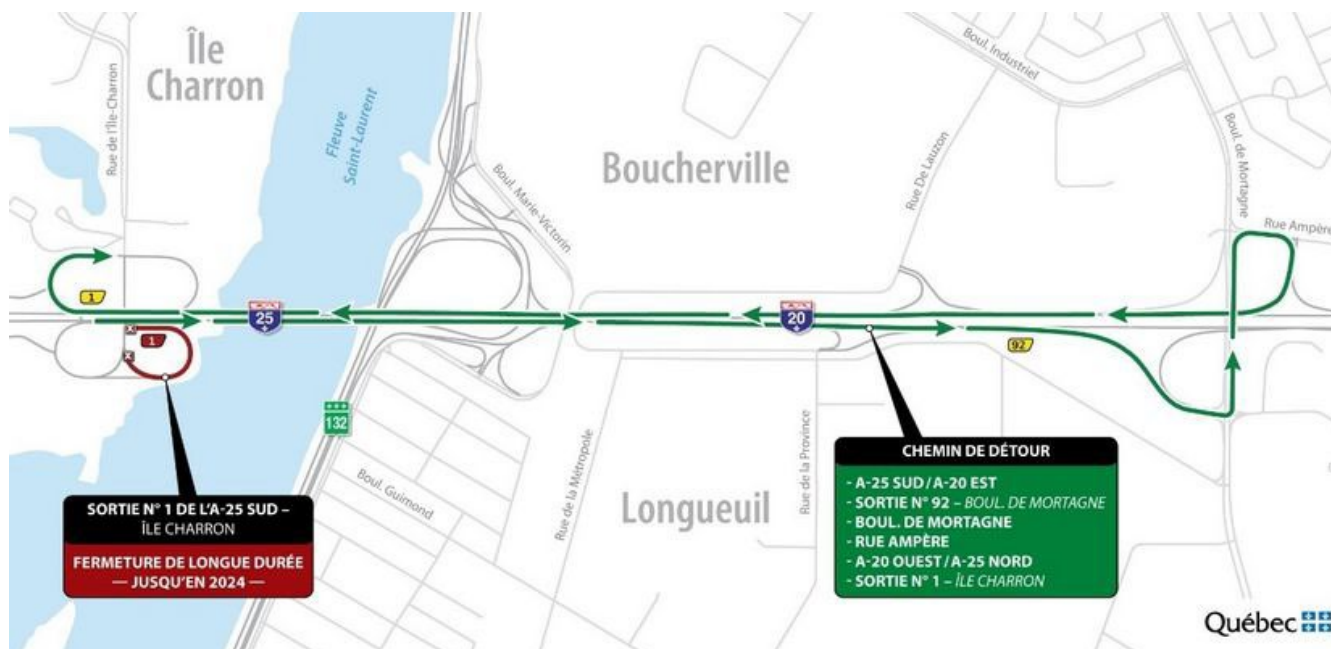 Île
Charron
Rue de l'Île-Charron
Fleuve
Saint-Laurent
Boul. Marie-Victorin
Boucherville
Boul. Industriel
Rue De Lauzon
Boul. de Mortagne
Rue Ampère
1
25
20
1
92
132
Boul. Guimond
Rue de la Métropole
Longueuil
Rue de la Province
SORTIE N° 1 DE L'A-25 SUD –
ÎLE CHARRON
FERMETURE DE LONGUE DURÉE
— JUSQU'EN 2024 —
CHEMIN DE DÉTOUR
- A-25 SUD / A-20 EST
- SORTIE N° 92 – BOUL. DE MORTAGNE
- BOUL. DE MORTAGNE
- RUE AMPÈRE
- A-20 OUEST / A-25 NORD
- SORTIE N° 1 – ÎLE CHARRON
Québec